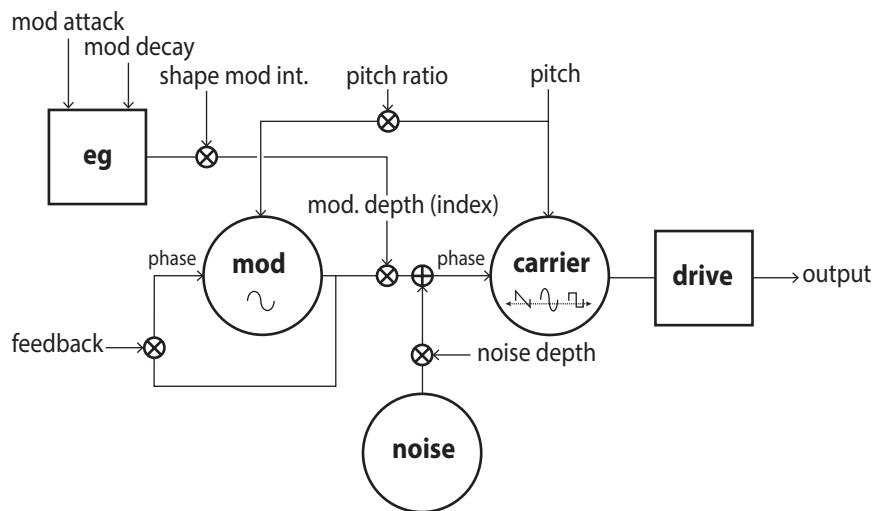 mod attack
mod decay
shape mod int.
pitch ratio
pitch
eg
mod. depth (index)
phase
mod
phase
carrier
drive
output
feedback
noise depth
noise